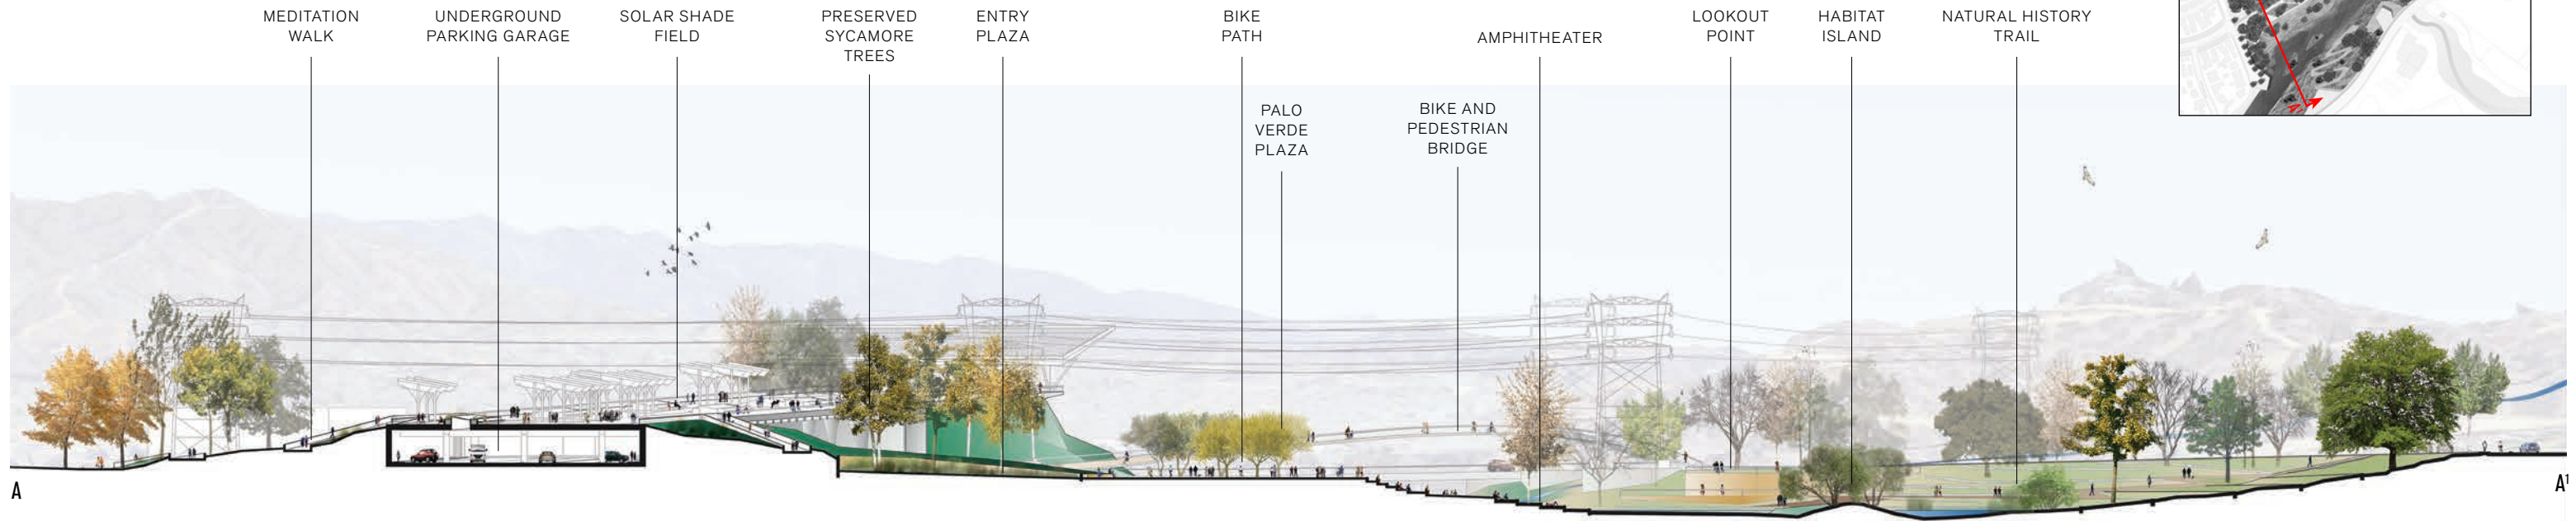 MEDITATION
WALK
UNDERGROUND
PARKING GARAGE
SOLAR SHADE
FIELD
PRESERVED
SYCAMORE
TREES
ENTRY
PLAZA
BIKE
PATH
PALO
VERDE
PLAZA
BIKE AND
PEDESTRIAN
BRIDGE
AMPHITHEATER
LOOKOUT
POINT
HABITAT
ISLAND
NATURAL HISTORY
TRAIL
A
A¹